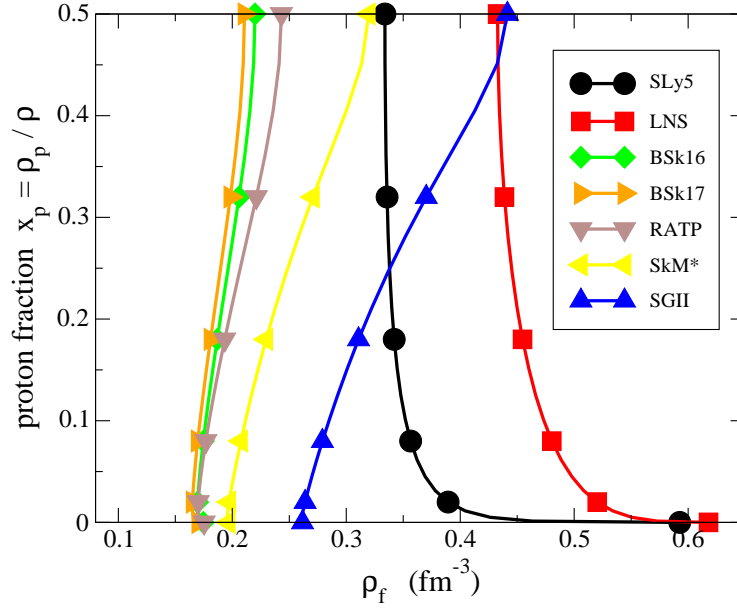 0.5
0.4
0.3
0.2
0.1
0
proton fraction x_p = ρ_p / ρ
0.1
0.2
0.3
0.4
0.5
0.6
ρ_f (fm^-3)
SLy5
LNS
BSk16
BSk17
RATP
SkM*
SGII